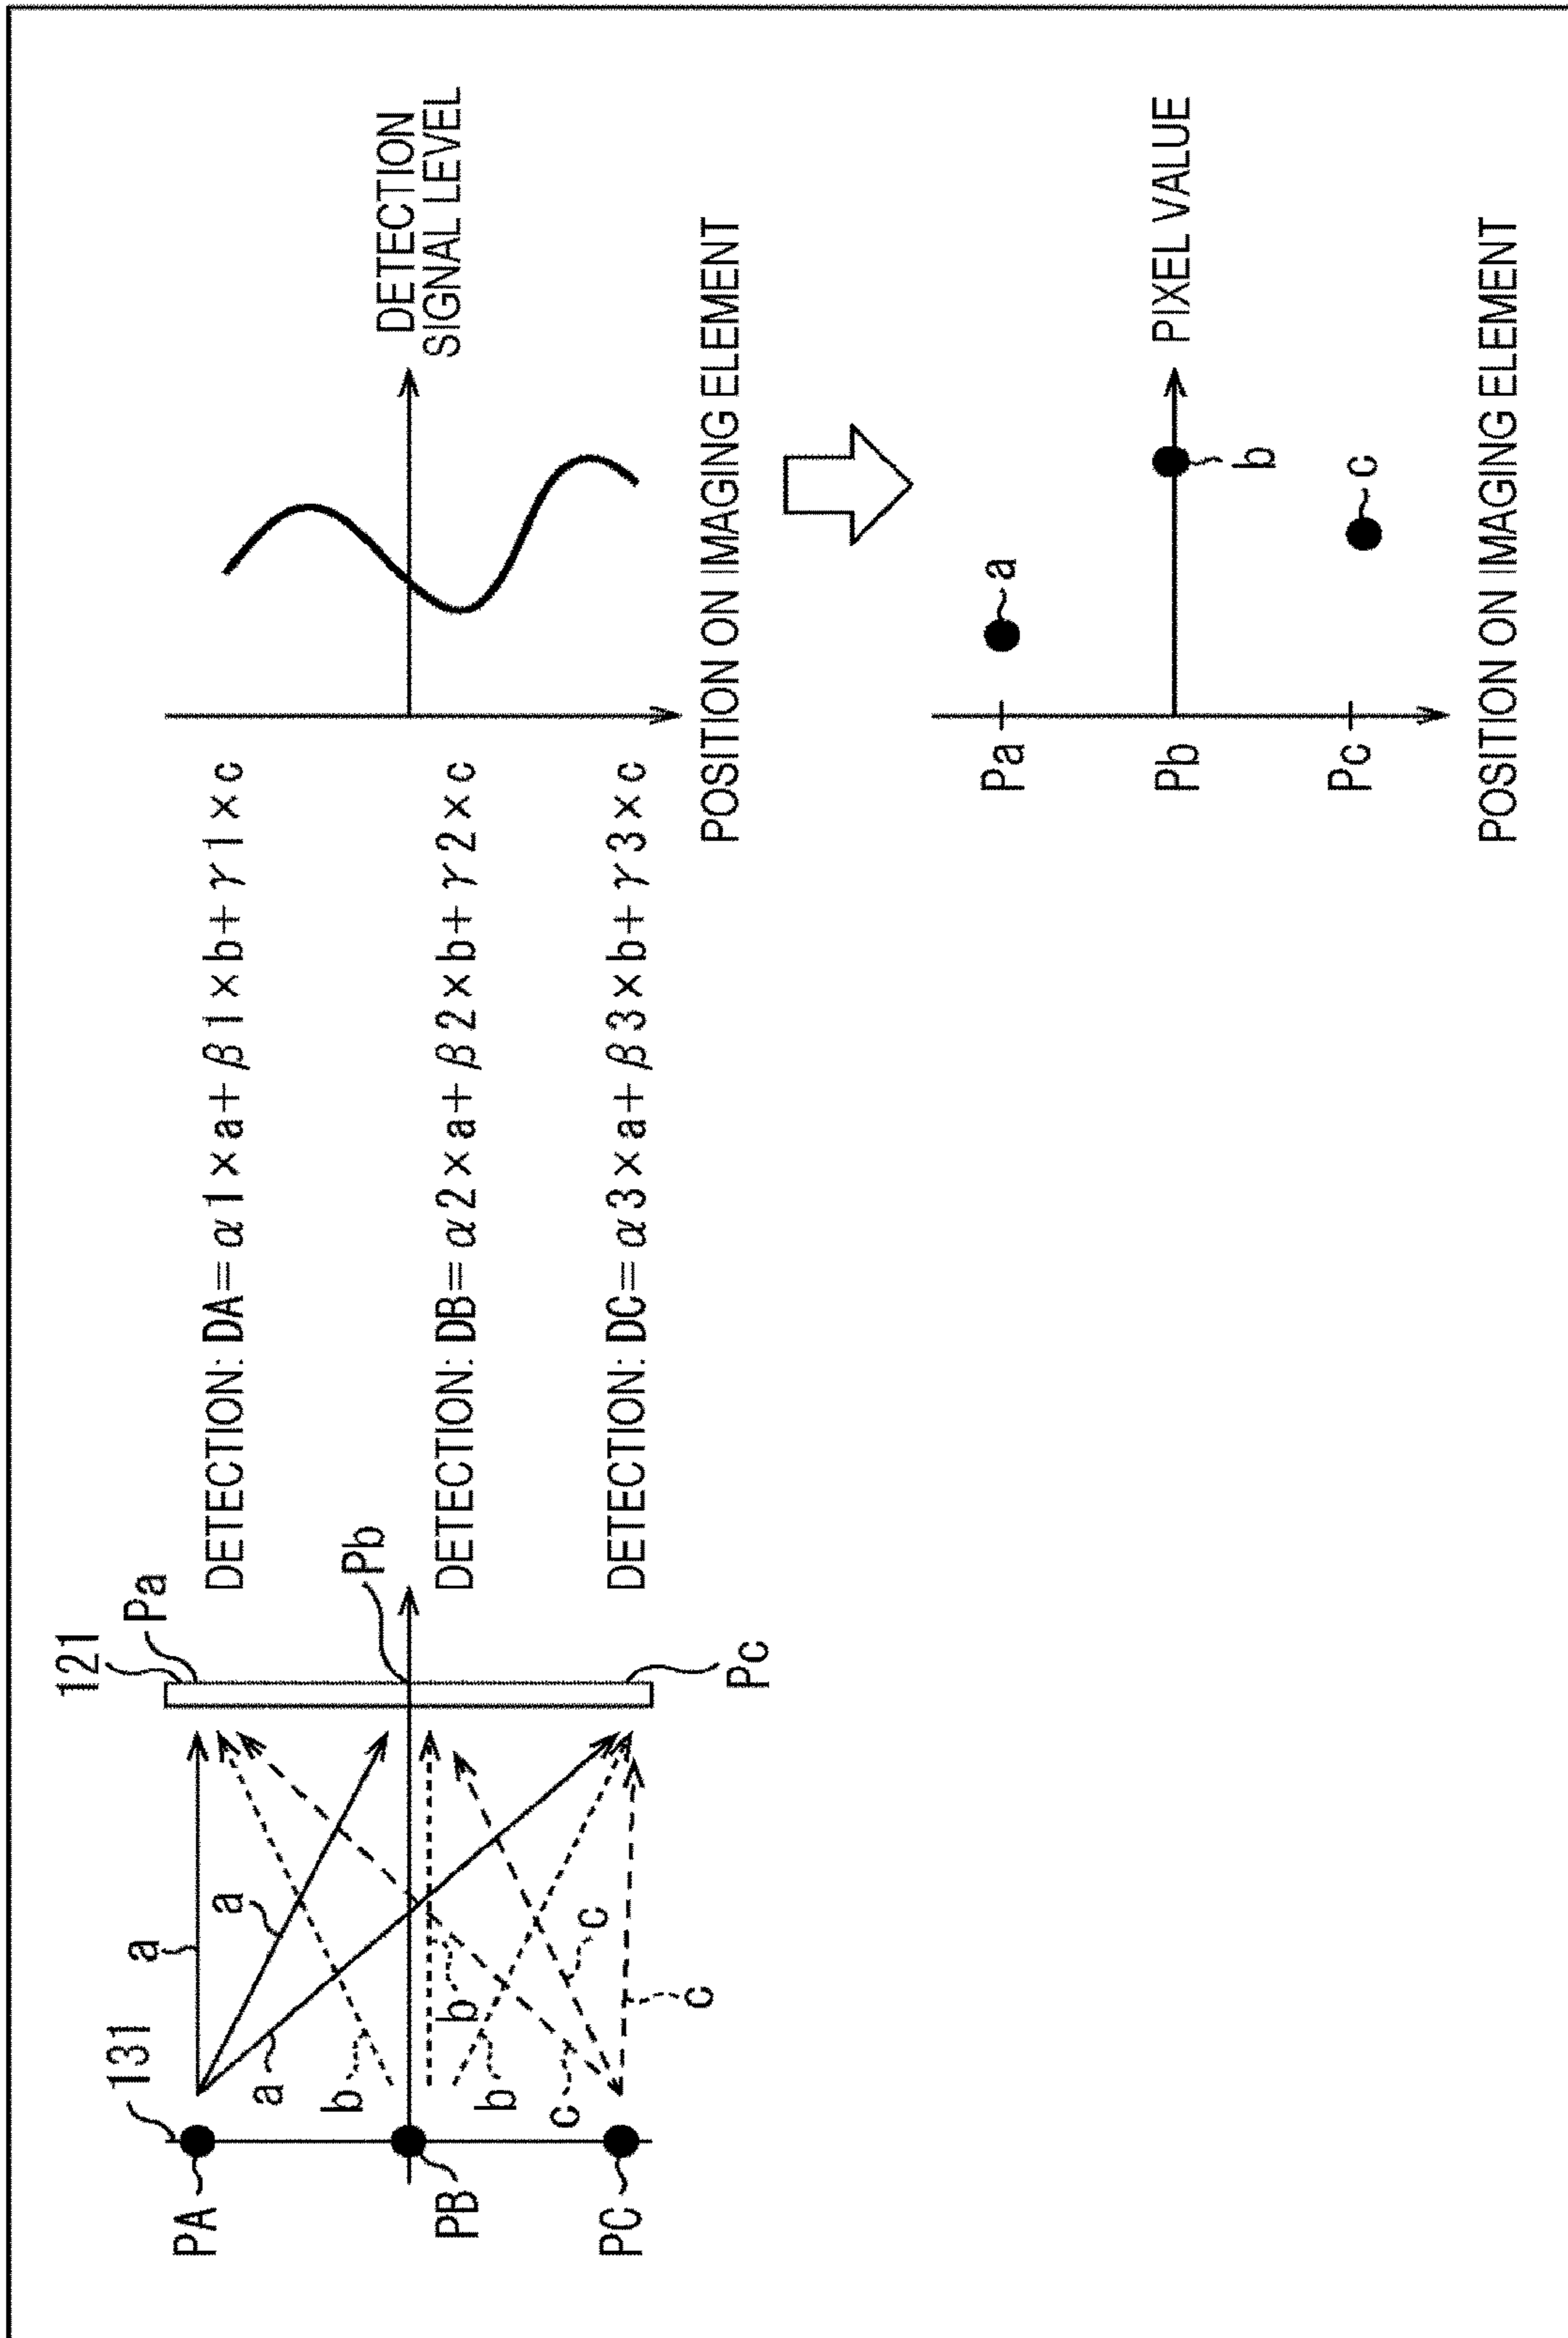 131
121
Pa
Pb
Pc
PA
PB
PC
a
a
a
b
b
b
c
c
c
DETECTION: DA=α1×a+β1×b+γ1×c
DETECTION: DB=α2×a+β2×b+γ2×c
DETECTION: DC=α3×a+β3×b+γ3×c
DETECTION
SIGNAL LEVEL
POSITION ON IMAGING ELEMENT
PIXEL VALUE
Pa
Pb
Pc
a
b
c
POSITION ON IMAGING ELEMENT